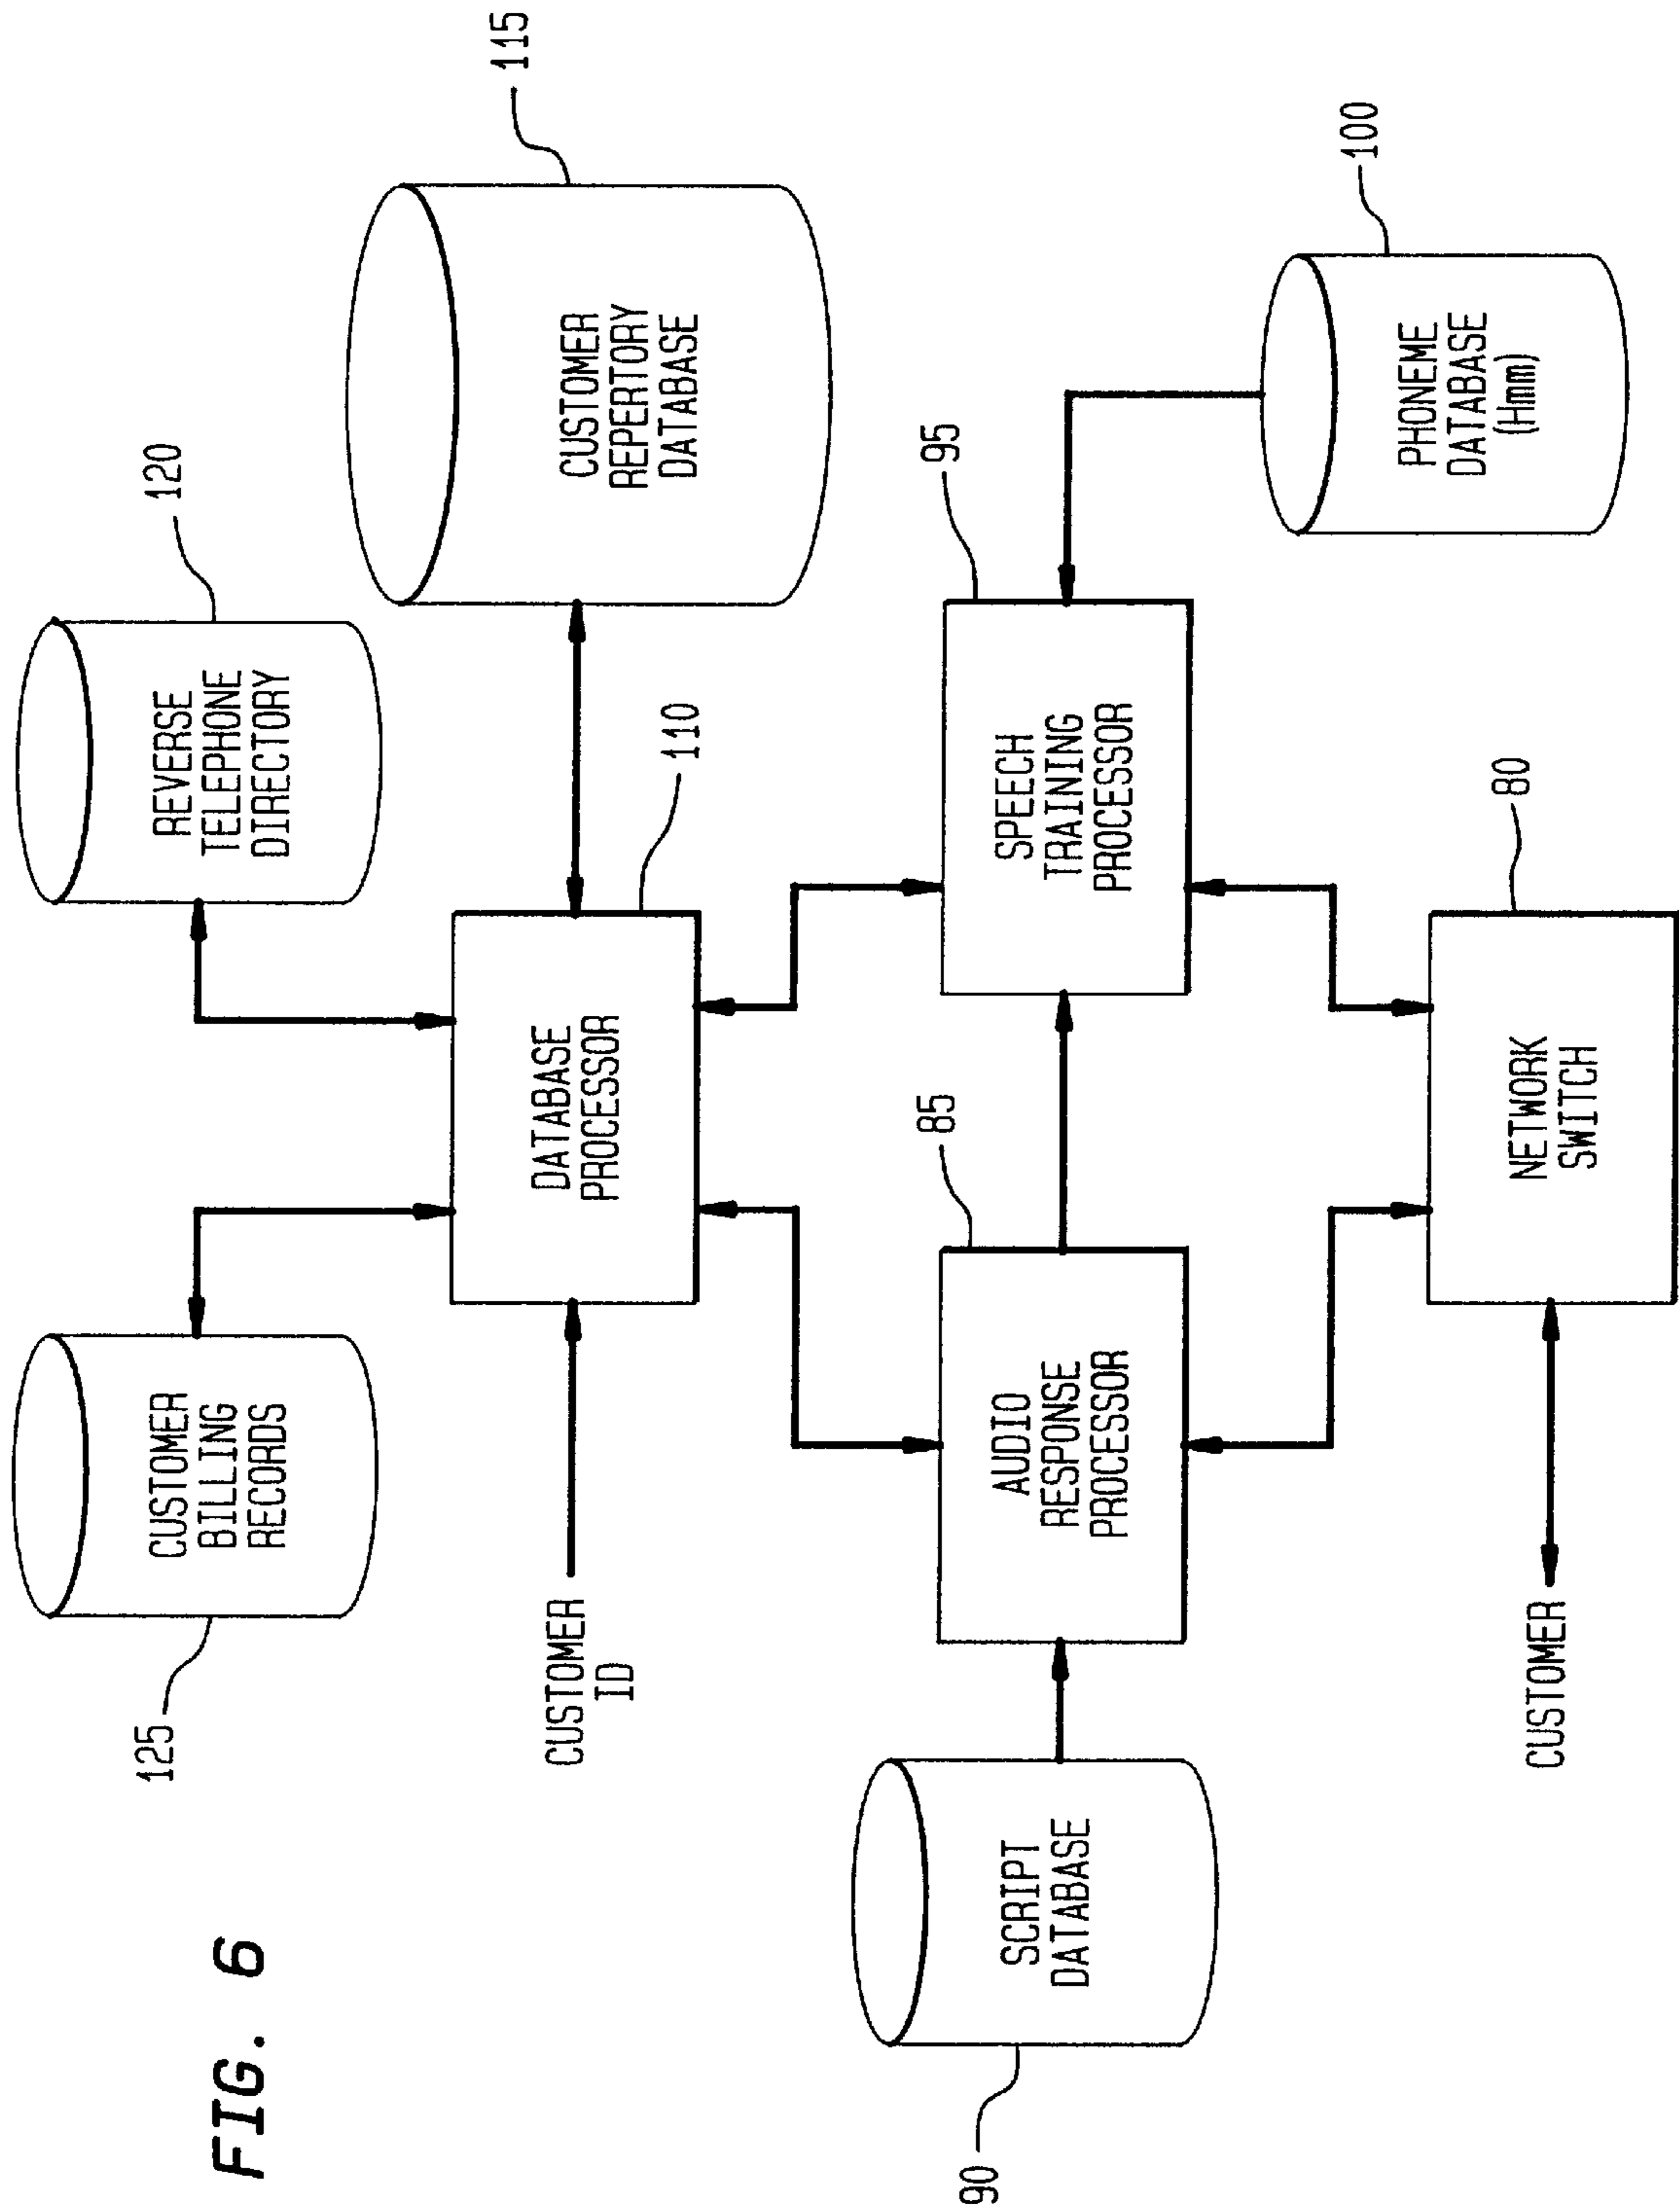 FIG. 6
125
CUSTOMER
BILLING
RECORDS
REVERSE
TELEPHONE
DIRECTORY
120
CUSTOMER
ID
DATABASE
PROCESSOR
110
CUSTOMER
REPERTORY
DATABASE
115
90
SCRIPT
DATABASE
AUDIO
RESPONSE
PROCESSOR
85
SPEECH
TRAINING
PROCESSOR
95
CUSTOMER
NETWORK
SWITCH
80
PHONEME
DATABASE
(Hmm)
100